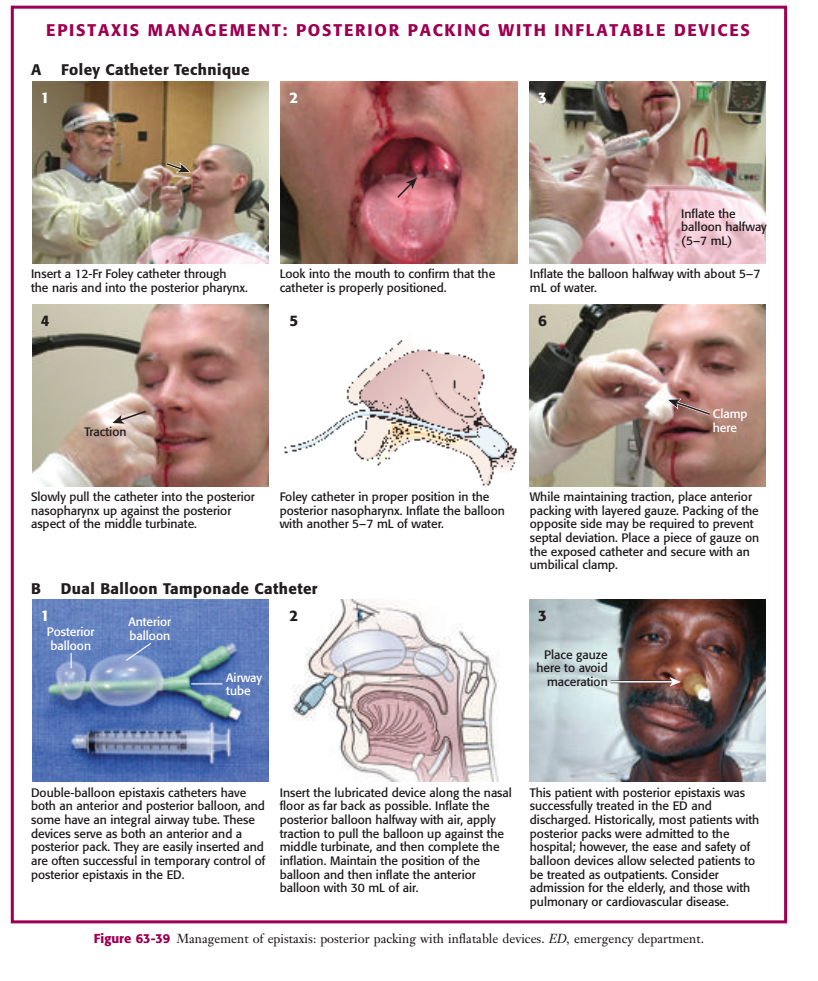 EPISTAXIS MANAGEMENT: POSTERIOR PACKING WITH INFLATABLE DEVICES
A Foley Catheter Technique
1
Insert a 12-Fr Foley catheter through
the naris and into the posterior pharynx.
2
Look into the mouth to confirm that the
catheter is properly positioned.
3
Inflate the
balloon halfway
(5–7 mL)
Inflate the balloon halfway with about 5–7
mL of water.
4
Traction
Slowly pull the catheter into the posterior
nasopharynx up against the posterior
aspect of the middle turbinate.
5
Foley catheter in proper position in the
posterior nasopharynx. Inflate the balloon
with another 5–7 mL of water.
6
Clamp
here
While maintaining traction, place anterior
packing with layered gauze. Packing of the
opposite side may be required to prevent
septal deviation. Place a piece of gauze on
the exposed catheter and secure with an
umbilical clamp.
B Dual Balloon Tamponade Catheter
1
Posterior
balloon
Anterior
balloon
Airway
tube
Double-balloon epistaxis catheters have
both an anterior and posterior balloon, and
some have an integral airway tube. These
devices serve as both an anterior and a
posterior pack. They are easily inserted and
are often successful in temporary control of
posterior epistaxis in the ED.
2
Insert the lubricated device along the nasal
floor as far back as possible. Inflate the
posterior balloon halfway with air, apply
traction to pull the balloon up against the
middle turbinate, and then complete the
inflation. Maintain the position of the
balloon and then inflate the anterior
balloon with 30 mL of air.
3
Place gauze
here to avoid
maceration
This patient with posterior epistaxis was
successfully treated in the ED and
discharged. Historically, most patients with
posterior packs were admitted to the
hospital; however, the ease and safety of
balloon devices allow selected patients to
be treated as outpatients. Consider
admission for the elderly, and those with
pulmonary or cardiovascular disease.
Figure 63-39 Management of epistaxis: posterior packing with inflatable devices. ED, emergency department.